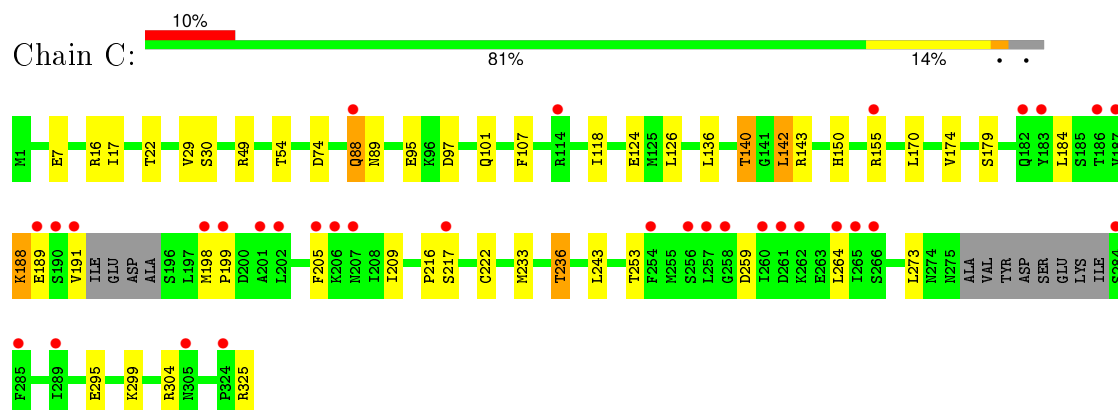 10%
Chain C:
81% 14% • •
M1 E7 R16 I17 T22 V29 S30 R49 T54 D74 Q88 N89 E95 K96 D97 Q101 F107 R114 I118 E124 M125 L126 L136 T140 G141 L142 R143 H150 R155 L170 V174 S179 Q182 Y183 L184 S185 T186 V187
K188 E189 S190 V191 ILE GLU ASP ALA S196 L197 M198 P199 D200 A201 L202 F205 K206 N207 I208 I209 P216 S217 C222 M233 T236 L243 T253 F254 M255 S256 L257 G258 D259 I260 D261 K262 E263 L264 I265 S266 L273 N274 N275 ALA VAL TYR ASP SER GLU LYS ILE S284
F285 I289 E295 K299 R304 N305 P324 R325